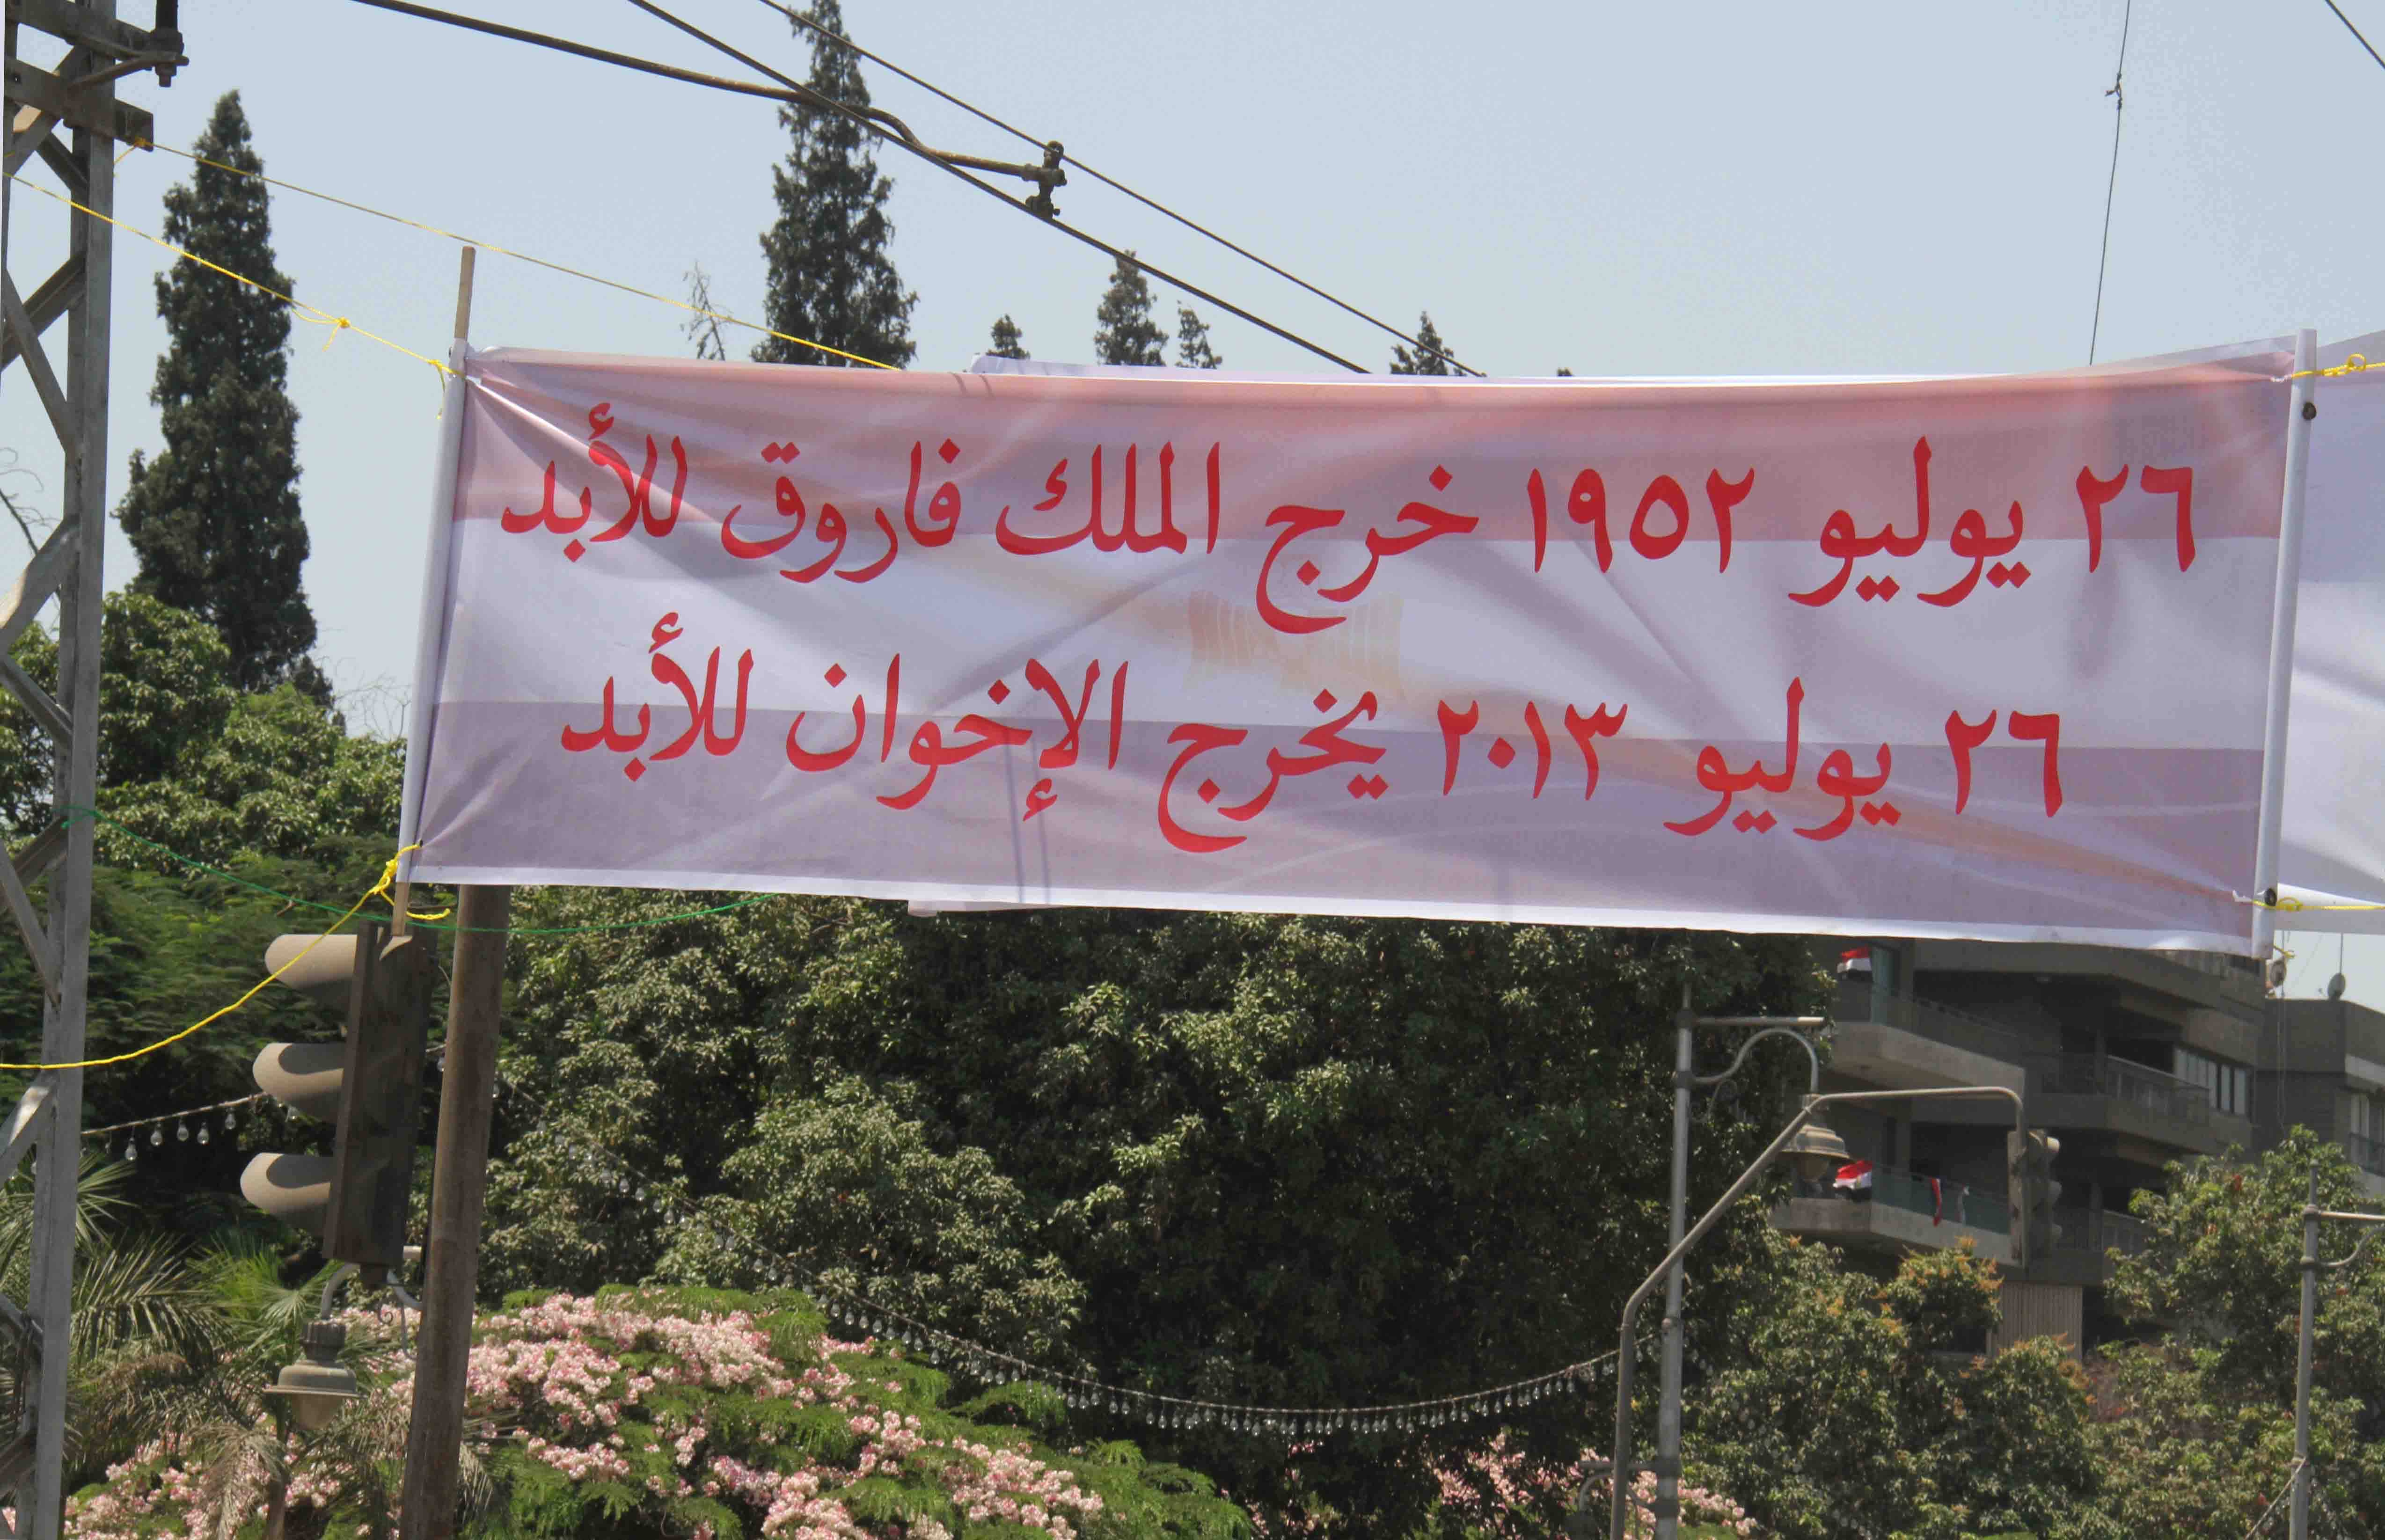 ٢٦ يوليو ١٩٥٢ خرج الملك فاروق للأبد
٢٦ يوليو ٢٠١٣ يخرج الإخوان للأبد